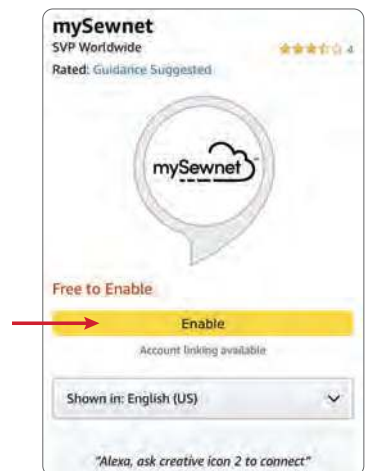 mySewnet
SVP Worldwide 4
Rated: Guidance Suggested
mySewnet™
Free to Enable
Enable
Account linking available
Shown in: English (US)
"Alexa, ask creative icon 2 to connect"